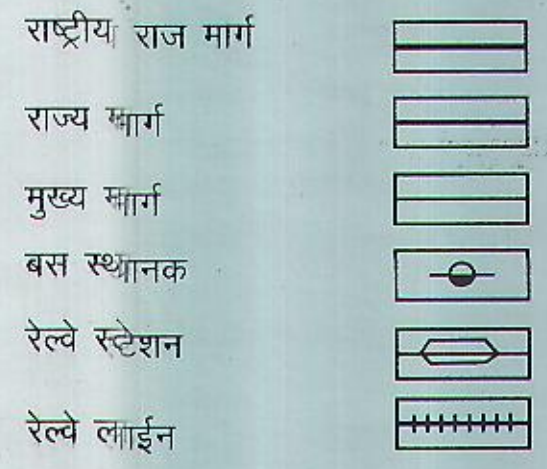 राष्ट्रीय राज मार्ग
राज्य मार्ग
मुख्य मार्ग
बस स्थानक
रेल्वे स्टेशन
रेल्वे लाईन